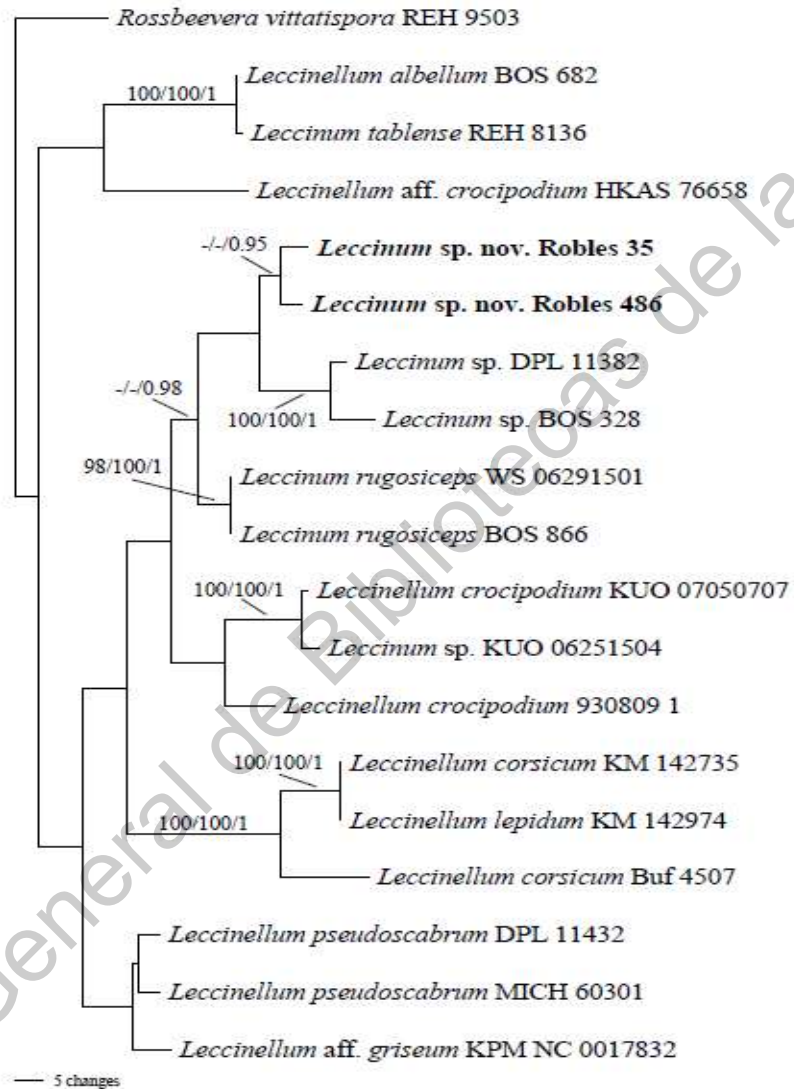 Rossbeevera vittatispora REH 9503
Leccinellum albellum BOS 682
100/100/1
Leccinum tablense REH 8136
Leccinellum aff. crocipodium HKAS 76658
-/-/0.95
Leccinum sp. nov. Robles 35
Leccinum sp. nov. Robles 486
Leccinum sp. DPL 11382
-/-/0.98
100/100/1
Leccinum sp. BOS 328
98/100/1
Leccinum rugosiceps WS 06291501
Leccinum rugosiceps BOS 866
100/100/1
Leccinellum crocipodium KUO 07050707
Leccinum sp. KUO 06251504
Leccinellum crocipodium 930809 1
100/100/1
Leccinellum corsicum KM 142735
100/100/1
Leccinellum lepidum KM 142974
Leccinellum corsicum Buf 4507
Leccinellum pseudoscabrum DPL 11432
Leccinellum pseudoscabrum MICH 60301
Leccinellum aff. griseum KPM NC 0017832
5 changes
General de Bibliotecas de la